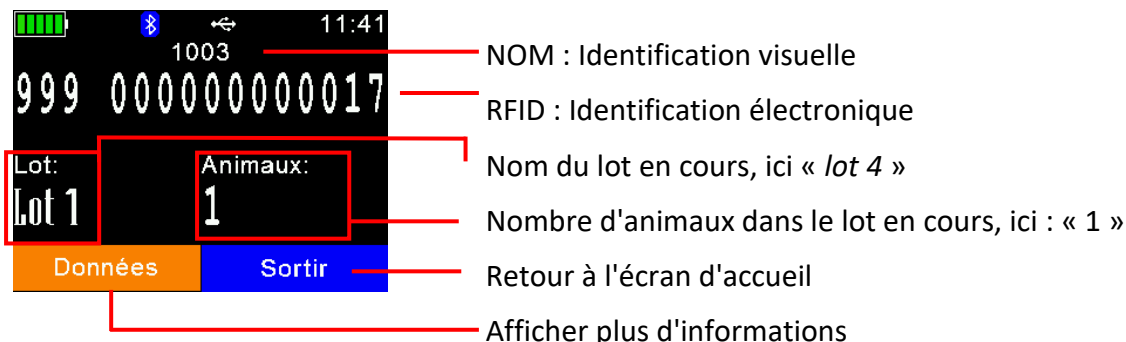 11:41
1003
999 000000000017
Lot:
Animaux:
Lot 1
1
Données
Sortir
NOM : Identification visuelle
RFID : Identification électronique
Nom du lot en cours, ici « lot 4 »
Nombre d'animaux dans le lot en cours, ici : « 1 »
Retour à l'écran d'accueil
Afficher plus d'informations